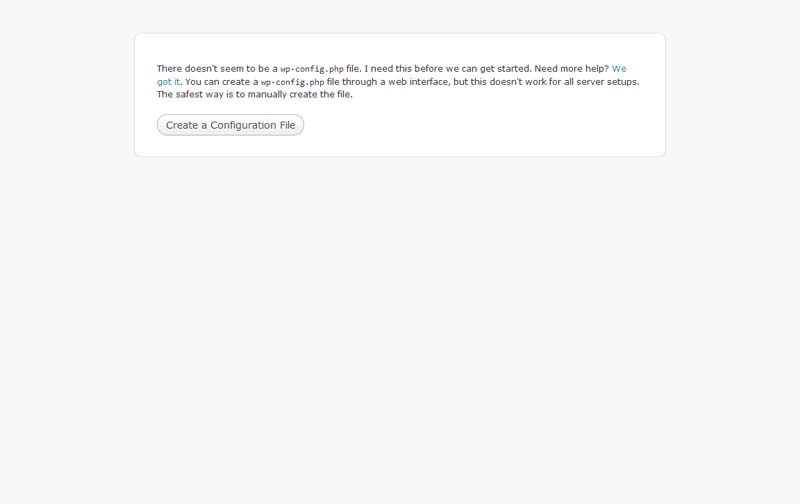 There doesn't seem to be a wp-config.php file. I need this before we can get started. Need more help? We
got it. You can create a wp-config.php file through a web interface, but this doesn't work for all server setups.
The safest way is to manually create the file.
Create a Configuration File